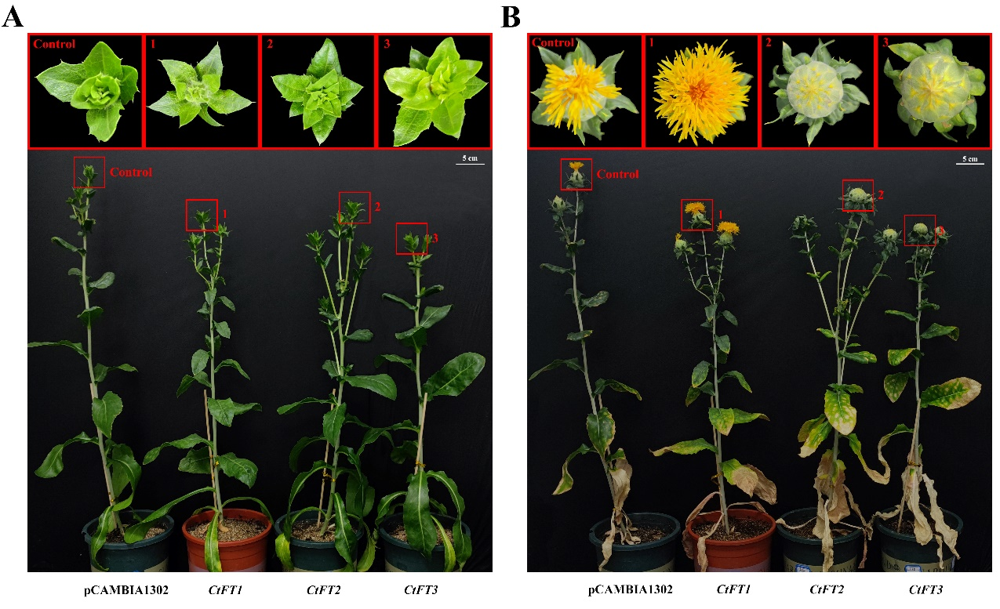 A
B
Control
1
2
3
5 cm
Control
1
2
3
pCAMBIA1302
CtFT1
CtFT2
CtFT3
Control
1
2
3
5 cm
Control
1
2
3
pCAMBIA1302
CtFT1
CtFT2
CtFT3